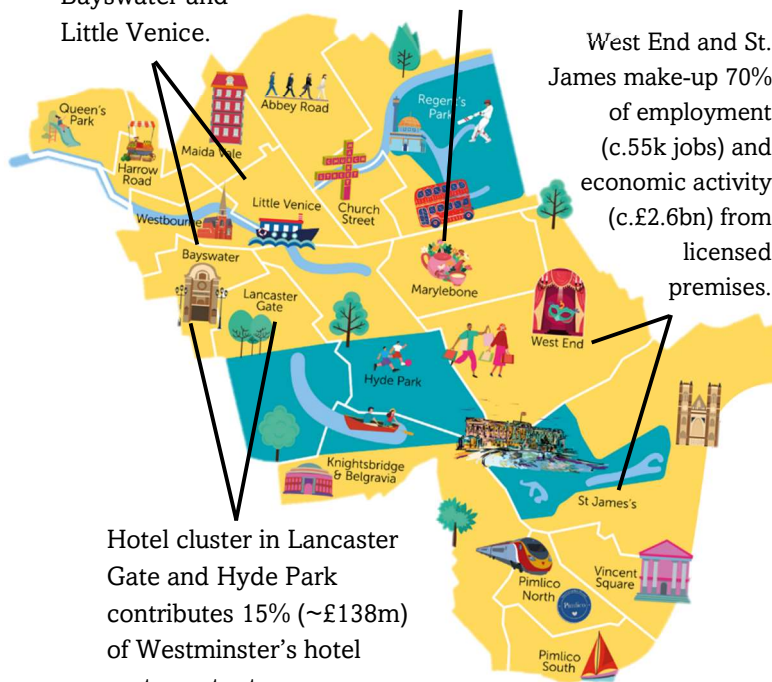 Bayswater and
Little Venice.
West End and St.
James make-up 70%
of employment
(c.55k jobs) and
economic activity
(c.£2.6bn) from
licensed
premises.
Queen's
Park
Harrow
Road
Maida Vale
Abbey Road
Regent's
Park
Little Venice
Church
Street
Westbourne
Bayswater
Lancaster
Gate
Marylebone
West End
Hyde Park
Knightsbridge
& Belgravia
St James's
Pimlico
North
Pimlico
Vincent
Square
Pimlico
South
Hotel cluster in Lancaster
Gate and Hyde Park
contributes 15% (~£138m)
of Westminster's hotel